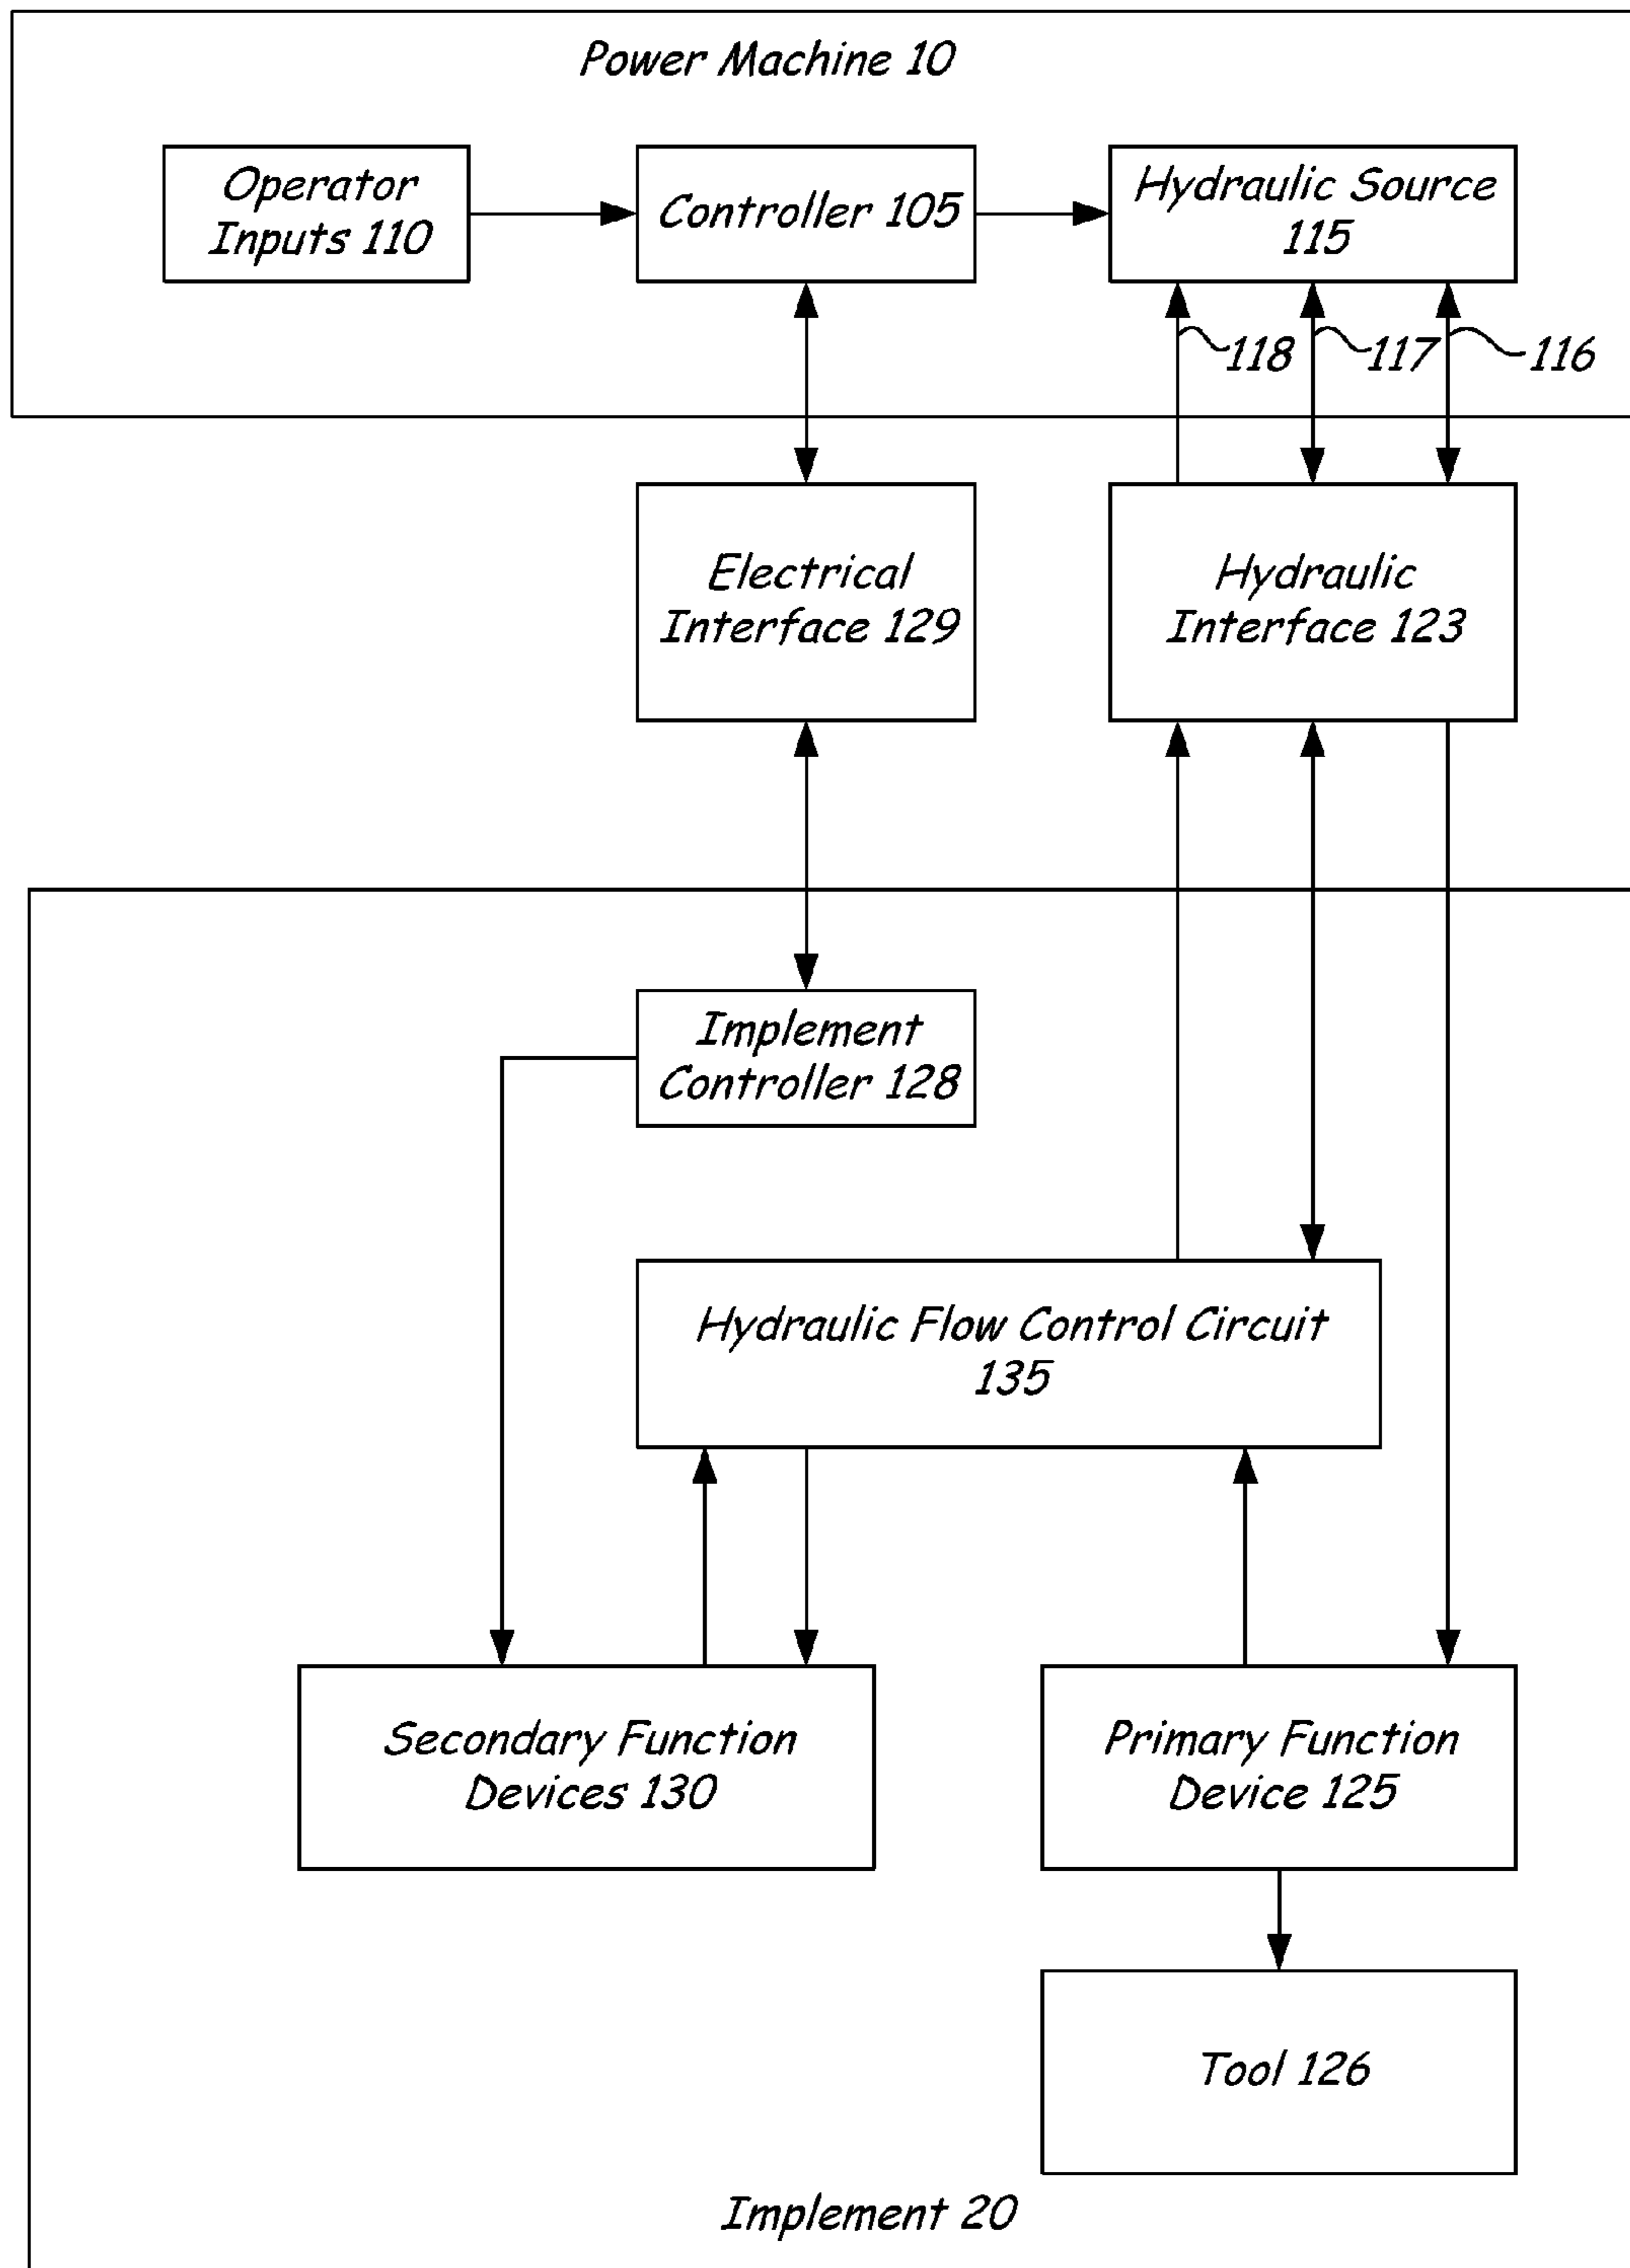 Power Machine 10
Operator
Inputs 110
Controller 105
Hydraulic Source
115
118
117
116
Electrical
Interface 129
Hydraulic
Interface 123
Implement
Controller 128
Hydraulic Flow Control Circuit
135
Secondary Function
Devices 130
Primary Function
Device 125
Tool 126
Implement 20